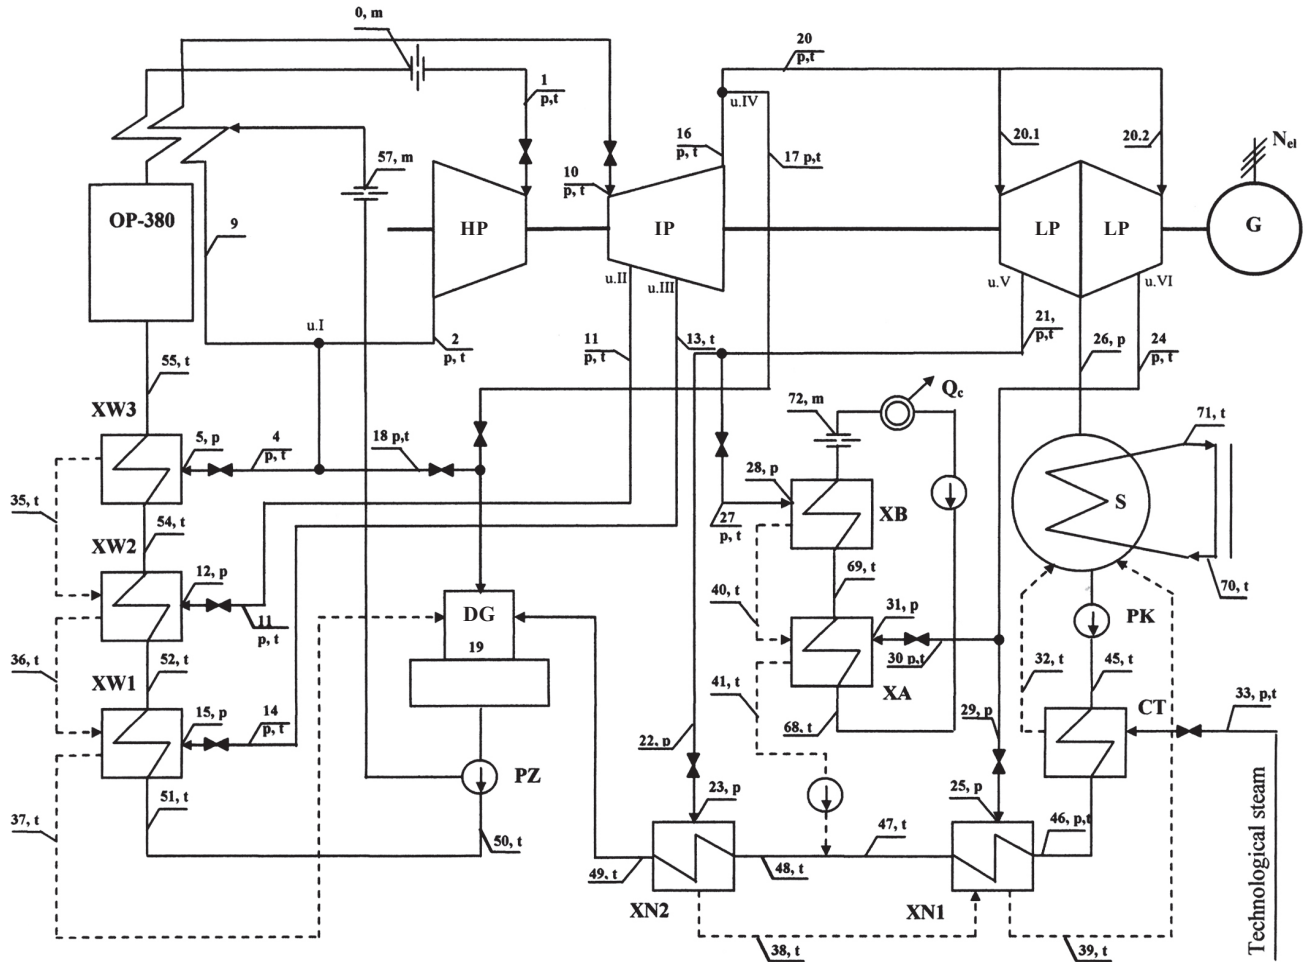 0, m
20
p,t
1
p,t
u.IV
16
p, t
17 p,t
20.1
20.2
N el
57, m
10
p, t
OP-380
9
HP
IP
LP
LP
G
u.II
u.III
u.V
u.VI
u.I
2
p, t
11
p, t
13, t
21,
p,t
26, p
24
p, t
55, t
XW3
5, p
4
p, t
18 p,t
72, m
Qc
71, t
35, t
28, p
S
54, t
27
p, t
XB
XW2
12, p
69, t
70, t
11
p, t
40, t
31, p
DG
19
PK
36, t
52, t
30 p,t
XA
32, t
45, t
XW1
15, p
14
p, t
41, t
68, t
29, p
CT
33, p,t
22, p
PZ
37, t
51, t
50, t
23, p
25, p
47, t
46, p,t
49, t
48, t
XN2
XN1
38, t
39, t
Technological steam